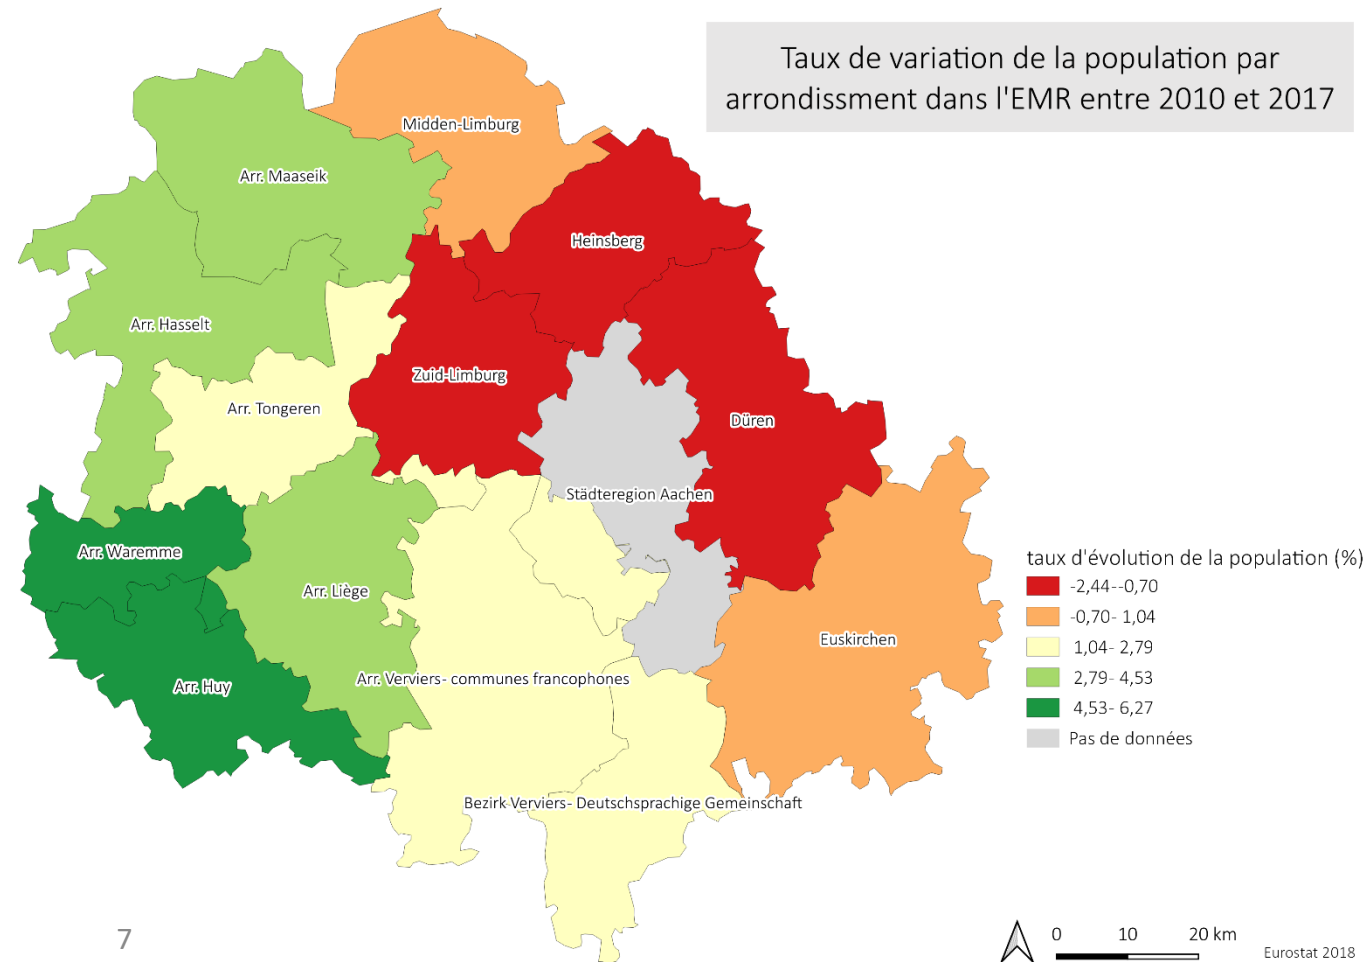 Taux de variation de la population par
arrondissment dans l'EMR entre 2010 et 2017
Midden-Limburg
Arr. Maaseik
Heinsberg
Arr. Hasselt
Zuid-Limburg
Arr. Tongeren
Düren
Städteregion Aachen
Arr. Waremme
Arr. Liège
Euskirchen
Arr. Huy
Arr. Verviers- communes francophones
Bezirk Verviers- Deutschsprachige Gemeinschaft
taux d'évolution de la population (%)
-2,44--0,70
-0,70- 1,04
1,04- 2,79
2,79- 4,53
4,53- 6,27
Pas de données
7
0 10 20 km
Eurostat 2018